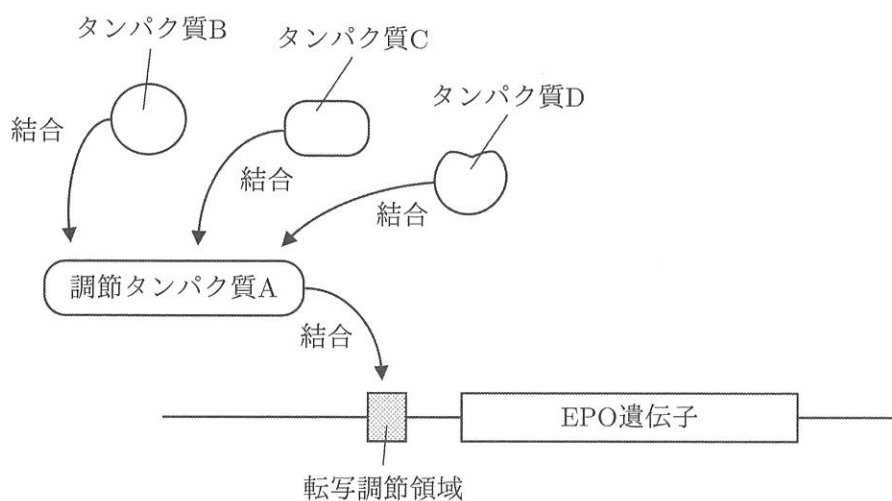 タンパク質B
タンパク質C
タンパク質D
結合
結合
結合
調節タンパク質A
結合
EPO遺伝子
転写調節領域